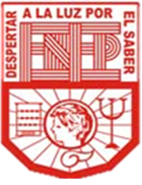 DESPERTAR A LA LUZ POR EL SABER
ENP